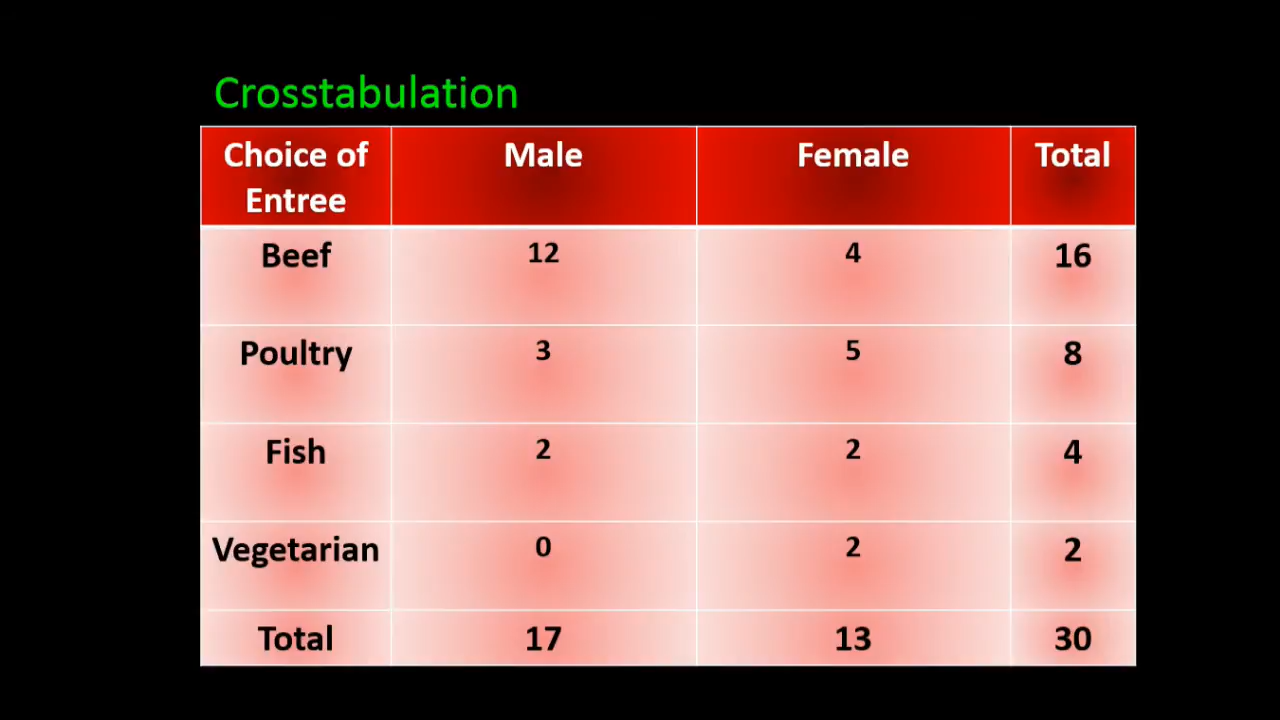 Crosstabulation
Choice of Entree Male Female Total
Beef 12 4 16
Poultry 3 5 8
Fish 2 2 4
Vegetarian 0 2 2
Total 17 13 30